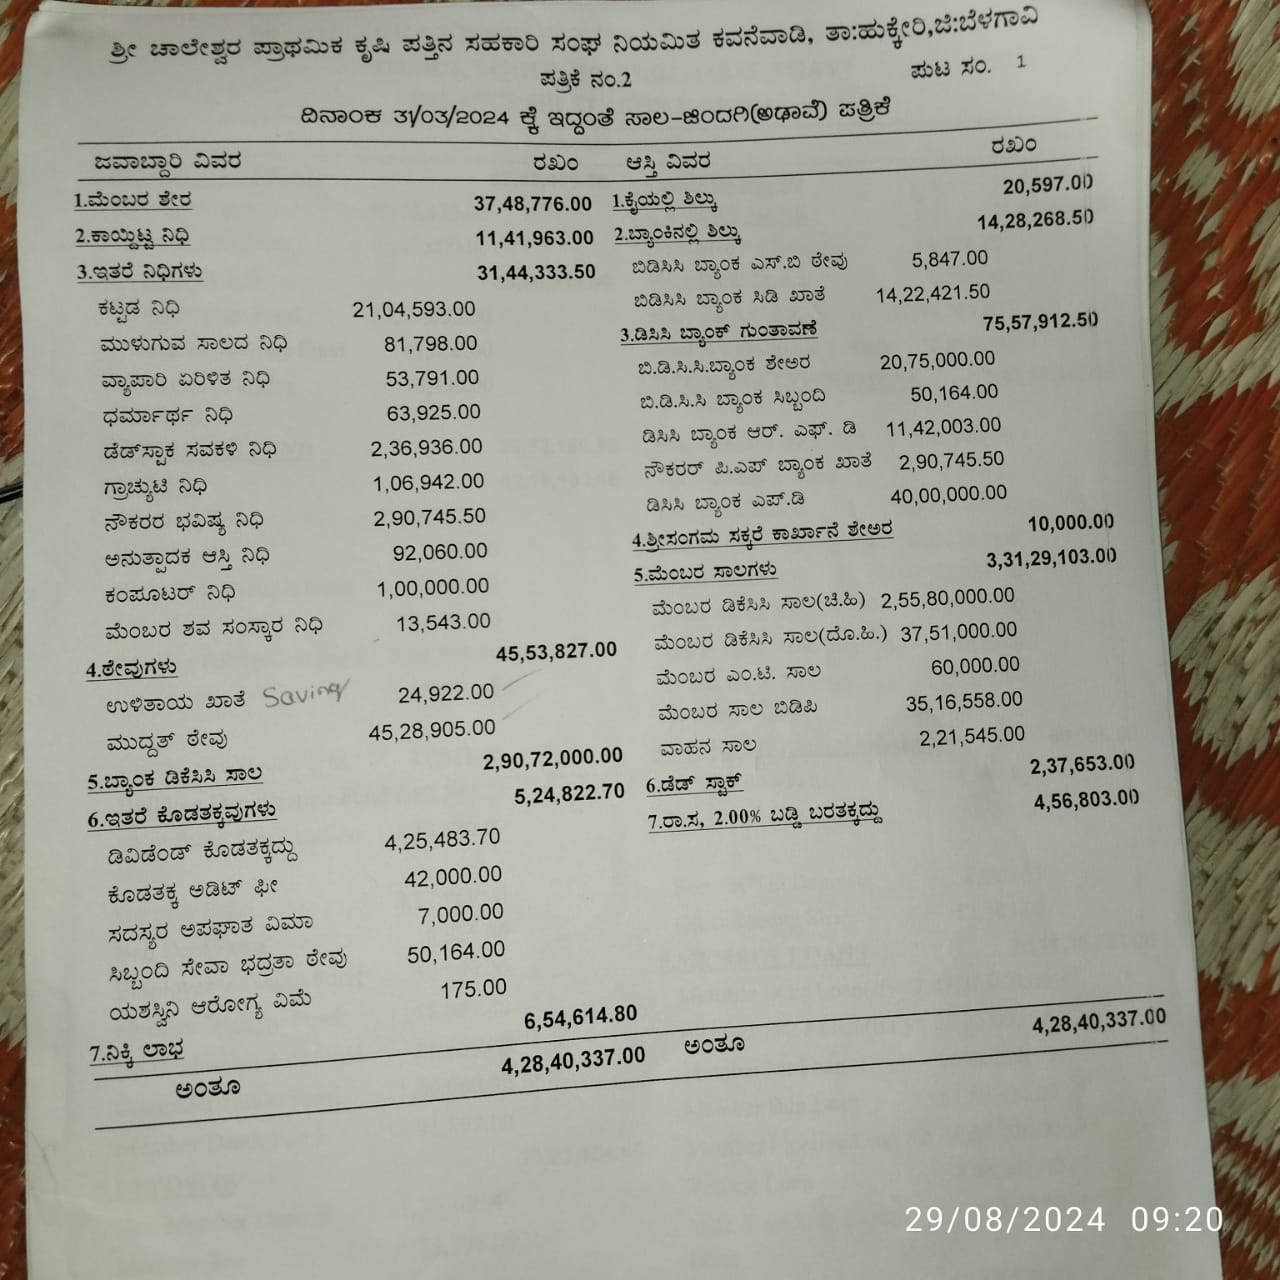 ಶ್ರೀ ಚಾಲೇಶ್ವರ ಪ್ರಾಥಮಿಕ ಕೃಷಿ ಪತ್ತಿನ ಸಹಕಾರಿ ಸಂಘ ನಿಯಮಿತ ಕವನೆವಾಡಿ, ತಾ:ಹುಕ್ಕೇರಿ,ಜಿ:ಬೆಳಗಾವಿ
ಪತ್ರಿಕೆ ನಂ.2 ಪುಟ ಸಂ. 1
ದಿನಾಂಕ ೩೧/೦೩/2024 ಕ್ಕೆ ಇದ್ದಂತೆ ಸಾಲ-ಜಿಂದಗಿ(ಅಢಾವೆ) ಪತ್ರಿಕೆ
ಜವಾಬ್ದಾರಿ ವಿವರ ರಖಂ ಆಸ್ತಿ ವಿವರ ರಖಂ
1.ಮೆಂಬರ ಶೇರ 37,48,776.00 1.ಕೈಯಲ್ಲಿ ಶಿಲ್ಕು 20,597.00
2.ಕಾಯ್ದಿಟ್ಟ ನಿಧಿ 11,41,963.00 2.ಬ್ಯಾಂಕಿನಲ್ಲಿ ಶಿಲ್ಕು 14,28,268.50
3.ಇತರೆ ನಿಧಿಗಳು 31,44,333.50 ಬಿಡಿಸಿಸಿ ಬ್ಯಾಂಕ ಎಸ್.ಬಿ ಠೇವು 5,847.00
ಕಟ್ಟಡ ನಿಧಿ 21,04,593.00 ಬಿಡಿಸಿಸಿ ಬ್ಯಾಂಕ ಸಿಡಿ ಖಾತೆ 14,22,421.50
ಮುಳುಗುವ ಸಾಲದ ನಿಧಿ 81,798.00 3.ಡಿಸಿಸಿ ಬ್ಯಾಂಕ್ ಗುಂತಾವಣೆ 75,57,912.50
ವ್ಯಾಪಾರಿ ಏರಿಳಿತ ನಿಧಿ 53,791.00 ಬಿ.ಡಿ.ಸಿ.ಸಿ.ಬ್ಯಾಂಕ ಶೇಅರ 20,75,000.00
ಧರ್ಮಾರ್ಥ ನಿಧಿ 63,925.00 ಬಿ.ಡಿ.ಸಿ.ಸಿ ಬ್ಯಾಂಕ ಸಿಬ್ಬಂದಿ 50,164.00
ಡೆಡ್‌ಸ್ಟಾಕ ಸವಕಳಿ ನಿಧಿ 2,36,936.00 ಡಿಸಿಸಿ ಬ್ಯಾಂಕ ಆರ್. ಎಫ್. ಡಿ 11,42,003.00
ಗ್ರಾಚ್ಯುಟಿ ನಿಧಿ 1,06,942.00 ನೌಕರರ್ ಪಿ.ಎಪ್ ಬ್ಯಾಂಕ ಖಾತೆ 2,90,745.50
ನೌಕರರ ಭವಿಷ್ಯ ನಿಧಿ 2,90,745.50 ಡಿಸಿಸಿ ಬ್ಯಾಂಕ ಎಪ್.ಡಿ 40,00,000.00
ಅನುತ್ಪಾದಕ ಆಸ್ತಿ ನಿಧಿ 92,060.00 4.ಶ್ರೀಸಂಗಮ ಸಕ್ಕರೆ ಕಾರ್ಖಾನೆ ಶೇಅರ 10,000.00
ಕಂಪೂಟರ್ ನಿಧಿ 1,00,000.00 5.ಮೆಂಬರ ಸಾಲಗಳು 3,31,29,103.00
ಮೆಂಬರ ಶವ ಸಂಸ್ಕಾರ ನಿಧಿ 13,543.00 ಮೆಂಬರ ಡಿಕೆಸಿಸಿ ಸಾಲ(ಚಿ.ಹಿ) 2,55,80,000.00
4.ಠೇವುಗಳು 45,53,827.00 ಮೆಂಬರ ಡಿಕೆಸಿಸಿ ಸಾಲ(ದೊ.ಹಿ.) 37,51,000.00
ಉಳಿತಾಯ ಖಾತೆ Saving 24,922.00 ಮೆಂಬರ ಎಂ.ಟಿ. ಸಾಲ 60,000.00
ಮುದ್ದತ್ ಠೇವು 45,28,905.00 ಮೆಂಬರ ಸಾಲ ಬಿಡಿಪಿ 35,16,558.00
5.ಬ್ಯಾಂಕ ಡಿಕೆಸಿಸಿ ಸಾಲ 2,90,72,000.00 ವಾಹನ ಸಾಲ 2,21,545.00
6.ಇತರೆ ಕೊಡತಕ್ಕವುಗಳು 5,24,822.70 6.ಡೆಡ್ ಸ್ಟಾಕ್ 2,37,653.00
ಡಿವಿಡೆಂಡ್ ಕೊಡತಕ್ಕದ್ದು 4,25,483.70 7.ರಾ.ಸ, 2.00% ಬಡ್ಡಿ ಬರತಕ್ಕದ್ದು 4,56,803.00
ಕೊಡತಕ್ಕ ಅಡಿಟ್ ಫೀ 42,000.00
ಸದಸ್ಯರ ಅಪಘಾತ ವಿಮಾ 7,000.00
ಸಿಬ್ಬಂದಿ ಸೇವಾ ಭದ್ರತಾ ಠೇವು 50,164.00
ಯಶಸ್ವಿನಿ ಆರೋಗ್ಯ ವಿಮೆ 175.00
7.ನಿಕ್ಕಿ ಲಾಭ 6,54,614.80
ಅಂತೂ 4,28,40,337.00 ಅಂತೂ 4,28,40,337.00
29/08/2024 09:20